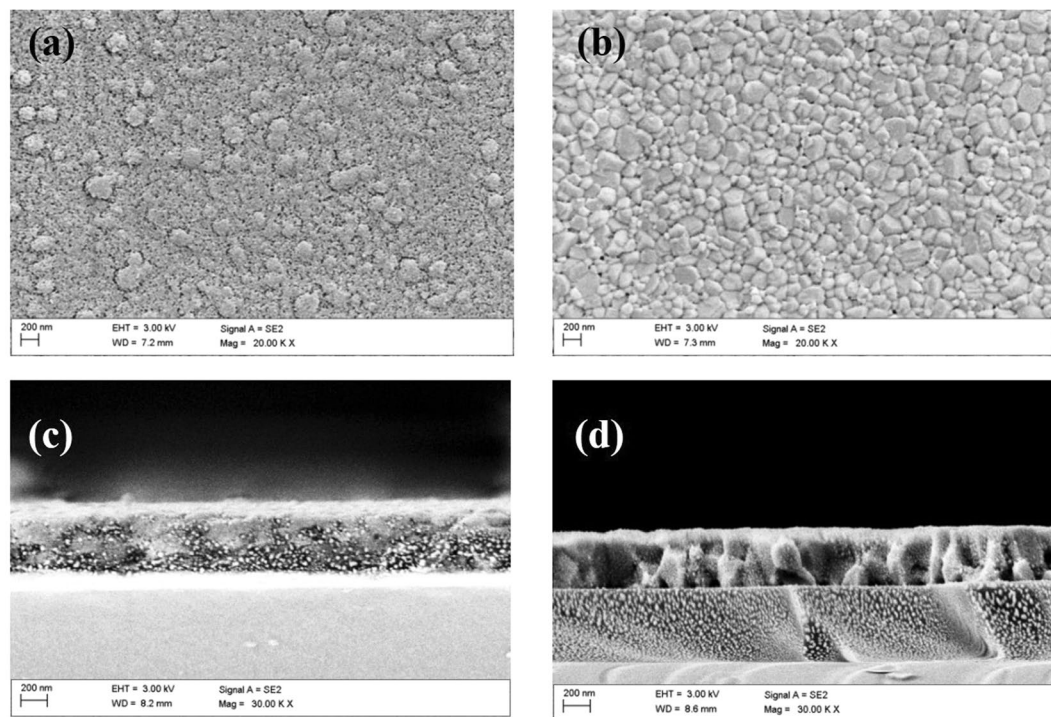 (a)
(b)
200 nm EHT = 3.00 kV Signal A = SE2
WD = 7.2 mm Mag = 20.00 K X
200 nm EHT = 3.00 kV Signal A = SE2
WD = 7.3 mm Mag = 20.00 K X
(c)
(d)
200 nm EHT = 3.00 kV Signal A = SE2
WD = 8.2 mm Mag = 30.00 K X
200 nm EHT = 3.00 kV Signal A = SE2
WD = 8.6 mm Mag = 30.00 K X